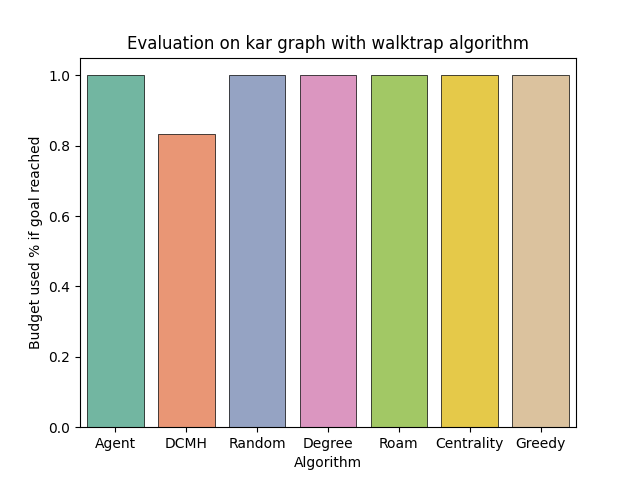 Evaluation on kar graph with walktrap algorithm
Budget used % if goal reached
1.0
0.8
0.6
0.4
0.2
0.0
Agent DCMH Random Degree Roam Centrality Greedy
Algorithm